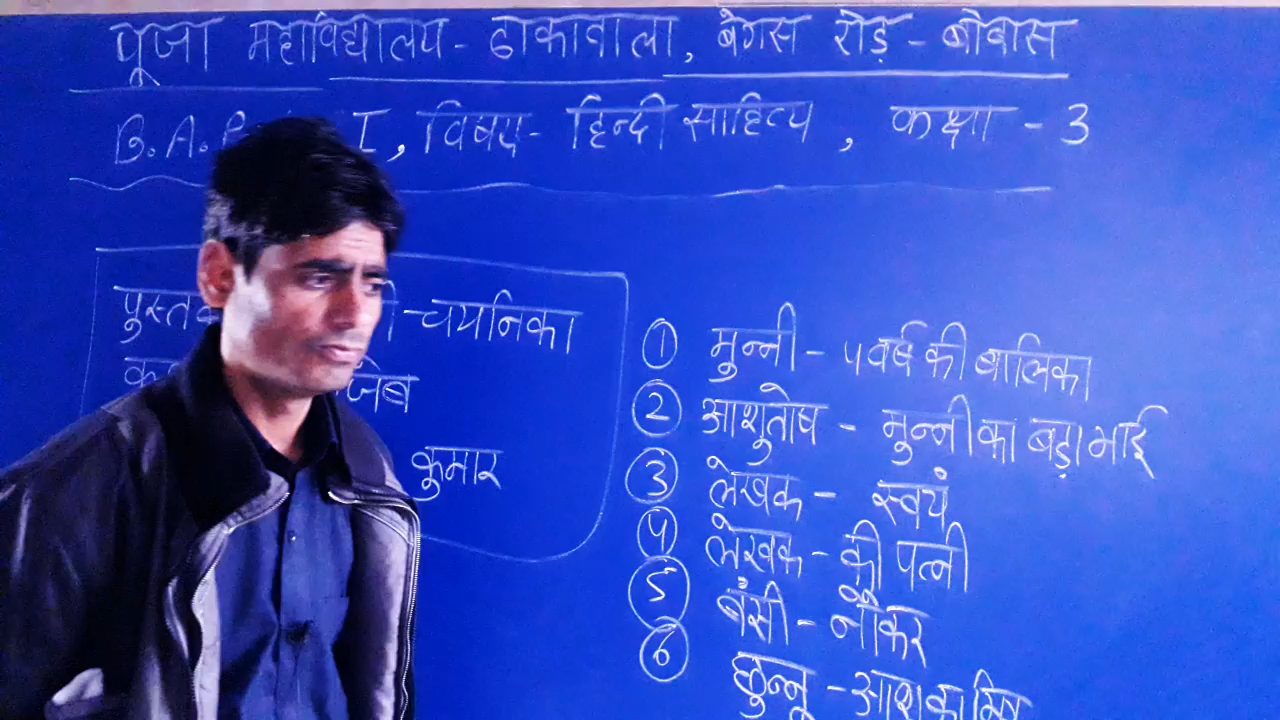 पूजा महाविद्यालय - ढाकावाला, बेगस रोड़ - बोबास
B.A. I, विषय - हिन्दी साहित्य, कक्षा - 3
-चयनिका
कुमार
① मुन्नी - 5 वर्ष की बालिका
② आशुतोष - मुन्नी का बड़ा भाई
③ लेखक - स्वयं
④ लेखक - की पत्नी
⑤ बंसी - नौकर
⑥ छुन्नू - आशु का मित्र